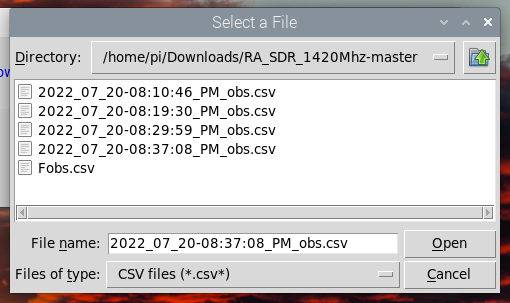 Select a File
Directory: /home/pi/Downloads/RA_SDR_1420Mhz-master
2022_07_20-08:10:46_PM_obs.csv
2022_07_20-08:19:30_PM_obs.csv
2022_07_20-08:29:59_PM_obs.csv
2022_07_20-08:37:08_PM_obs.csv
Fobs.csv
File name: 2022_07_20-08:37:08_PM_obs.csv Open
Files of type: CSV files (*.csv*) Cancel